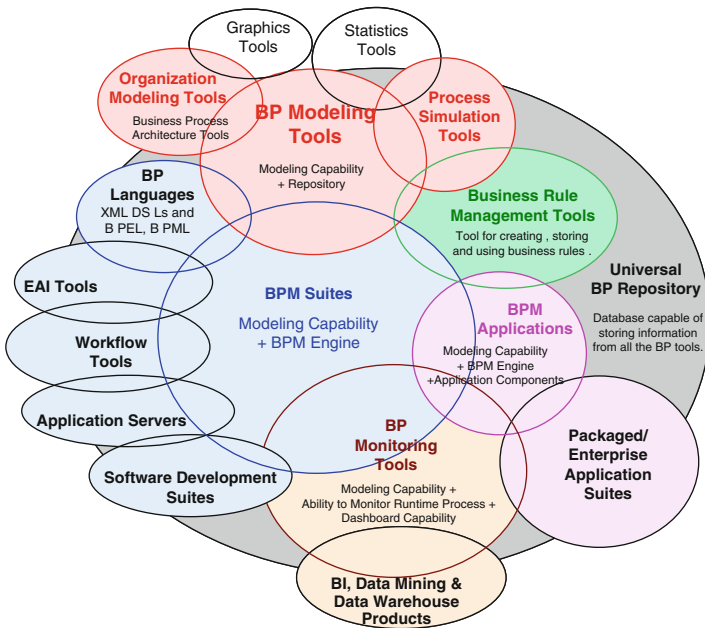 Graphics
Tools
Statistics
Tools
Organization
Modeling Tools
Business Process
Architecture Tools
BP Modeling
Tools
Modeling Capability
+ Repository
Process
Simulation
Tools
BP
Languages
XML DS Ls and
B PEL, B PML
Business Rule
Management Tools
Tool for creating , storing
and using business rules .
EAI Tools
BPM Suites
Modeling Capability
+ BPM Engine
BPM
Applications
Modeling Capability
+ BPM Engine
+Application Components
Universal
BP Repository
Database capable of
storing information
from all the BP tools.
Workflow
Tools
Application Servers
Software Development
Suites
BP
Monitoring
Tools
Modeling Capability +
Ability to Monitor Runtime Process +
Dashboard Capability
Packaged/
Enterprise
Application
Suites
BI, Data Mining &
Data Warehouse
Products